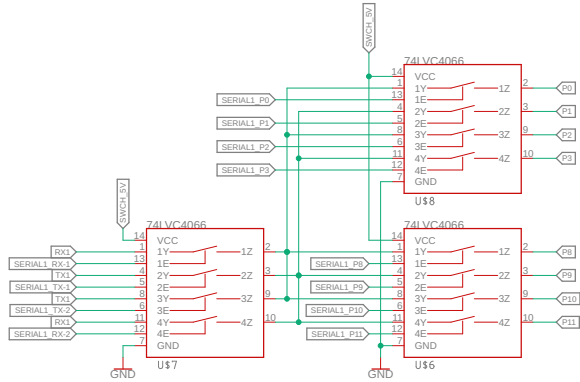 SWCH_5V
74LVC4066
14 VCC
1 1Y 1Z 2 P0
SERIAL1_P0 13 1E
4 2Y 2Z 3 P1
SERIAL1_P1 5 2E
8 3Y 3Z 9 P2
SERIAL1_P2 6 3E
11 4Y 4Z 10 P3
SERIAL1_P3 12 4E
7 GND
U$8
SWCH_5V
74LVC4066
14 VCC
RX1 1 1Y 1Z 2
SERIAL1_RX-1 13 1E
TX1 4 2Y 2Z 3
SERIAL1_TX-1 5 2E
TX1 8 3Y 3Z 9
SERIAL1_TX-2 6 3E
RX1 11 4Y 4Z 10
SERIAL1_RX-2 12 4E
7 GND
U$7
GND
74LVC4066
14 VCC
1 1Y 1Z 2 P8
SERIAL1_P8 13 1E
4 2Y 2Z 3 P9
SERIAL1_P9 5 2E
8 3Y 3Z 9 P10
SERIAL1_P10 6 3E
11 4Y 4Z 10 P11
SERIAL1_P11 12 4E
7 GND
U$6
GND